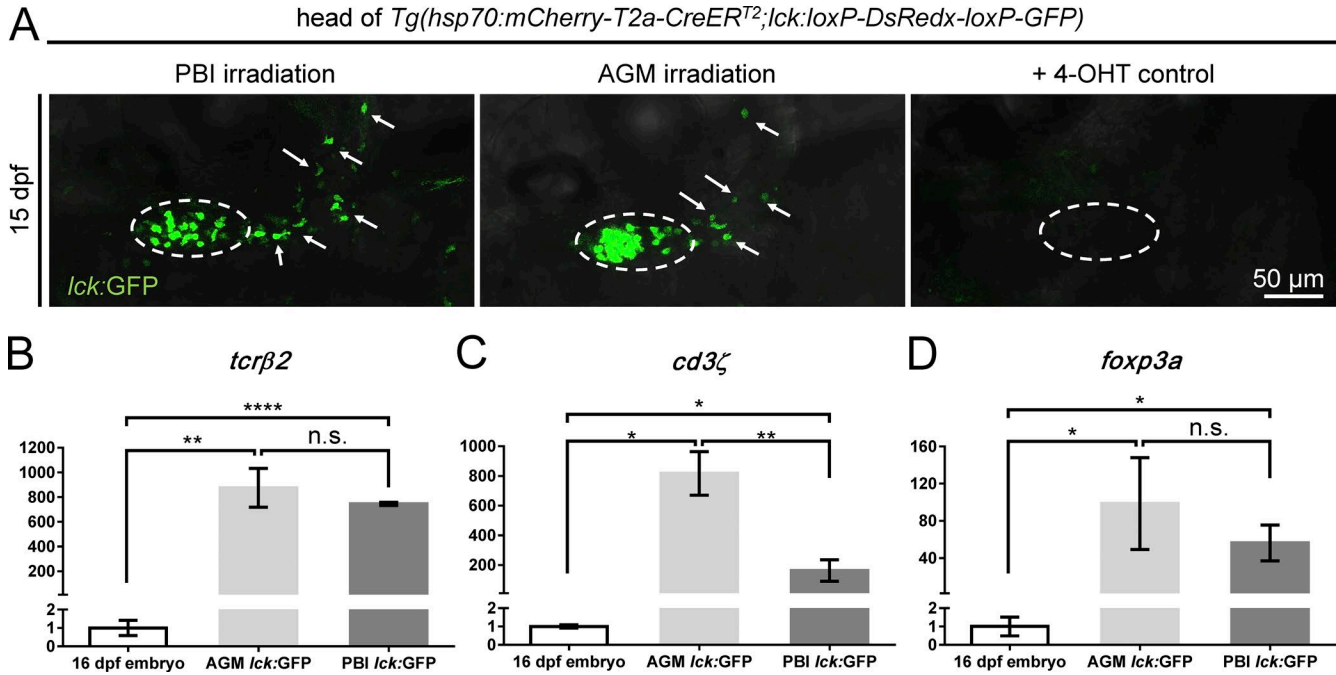 A
head of Tg(hsp70:mCherry-T2a-CreER^T2;lck:loxP-DsRedx-loxP-GFP)
PBI irradiation
AGM irradiation
+ 4-OHT control
15 dpf
lck:GFP
50 µm
B
tcrβ2
****
**
n.s.
1200
1000
800
600
400
200
2
1
0
16 dpf embryo
AGM lck:GFP
PBI lck:GFP
C
cd3ζ
*
*
**
1000
800
600
400
200
2
1
0
16 dpf embryo
AGM lck:GFP
PBI lck:GFP
D
foxp3a
*
*
n.s.
160
120
80
40
2
1
0
16 dpf embryo
AGM lck:GFP
PBI lck:GFP